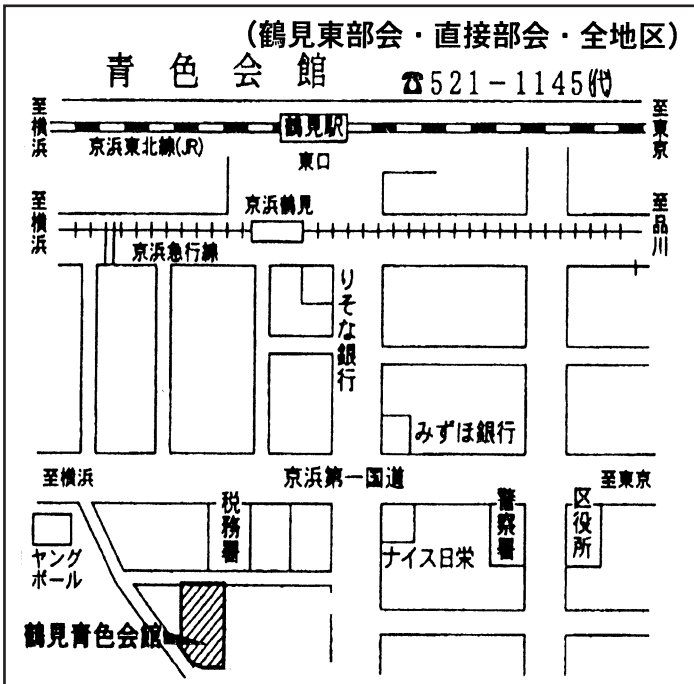 (鶴見東部会・直接部会・全地区)
青色会館 ☎521-1145㈹
至横浜
鶴見駅
至東京
京浜東北線(JR)
東口
至横浜
京浜鶴見
至品川
京浜急行線
りそな銀行
みずほ銀行
至横浜
京浜第一国道
至東京
税務署
警察署
区役所
ヤング
ボール
ナイス日栄
鶴見青色会館